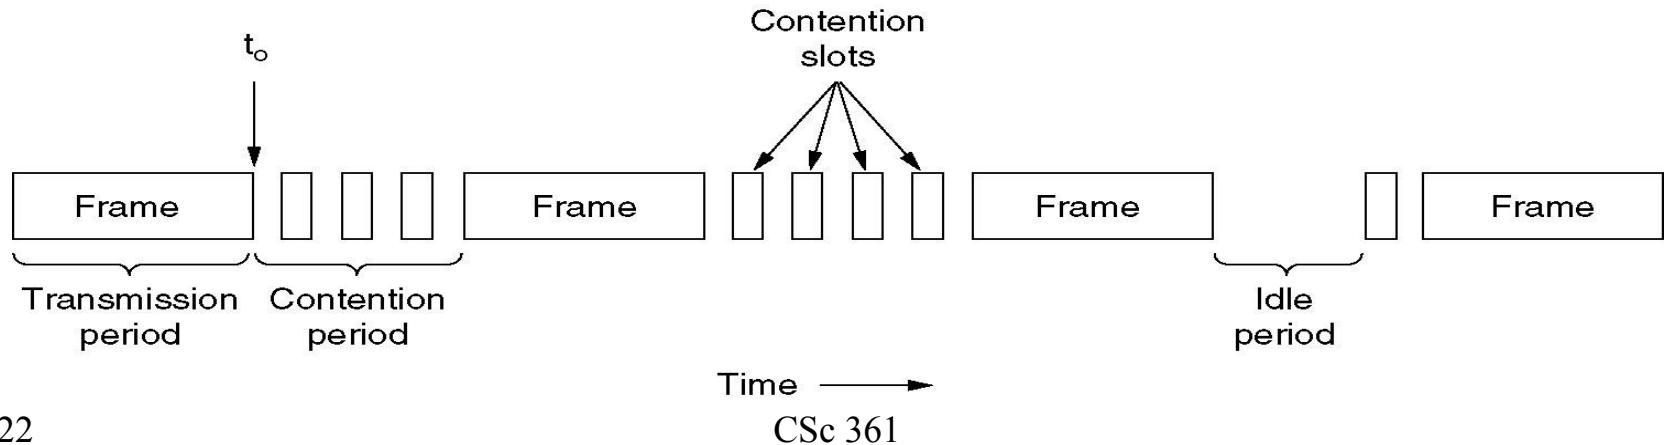 Contention
slots
t₀
Frame
Frame
Frame
Frame
Transmission
period
Contention
period
Idle
period
Time
22
CSc 361